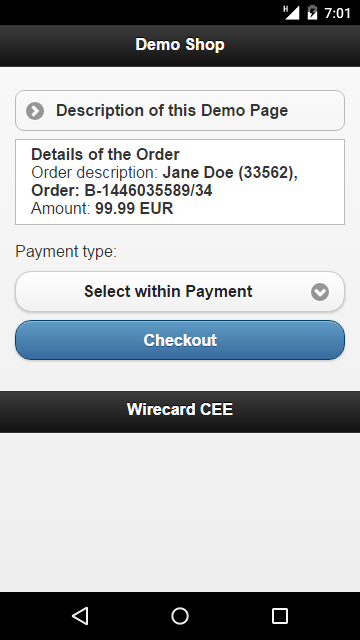 H 7:01
Demo Shop
Description of this Demo Page
Details of the Order
Order description: Jane Doe (33562),
Order: B-1446035589/34
Amount: 99.99 EUR
Payment type:
Select within Payment
Checkout
Wirecard CEE